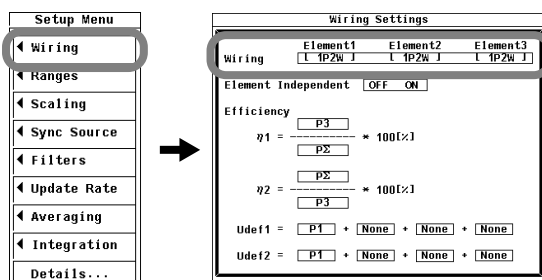 Setup Menu
Wiring
Ranges
Scaling
Sync Source
Filters
Update Rate
Averaging
Integration
Details...
Wiring Settings
Element1 Element2 Element3
Wiring [ 1P2W ] [ 1P2W ] [ 1P2W ]
Element Independent OFF ON
Efficiency
η1 = P3 / PΣ * 100[%]
η2 = PΣ / P3 * 100[%]
Udef1 = P1 + None + None + None
Udef2 = P1 + None + None + None